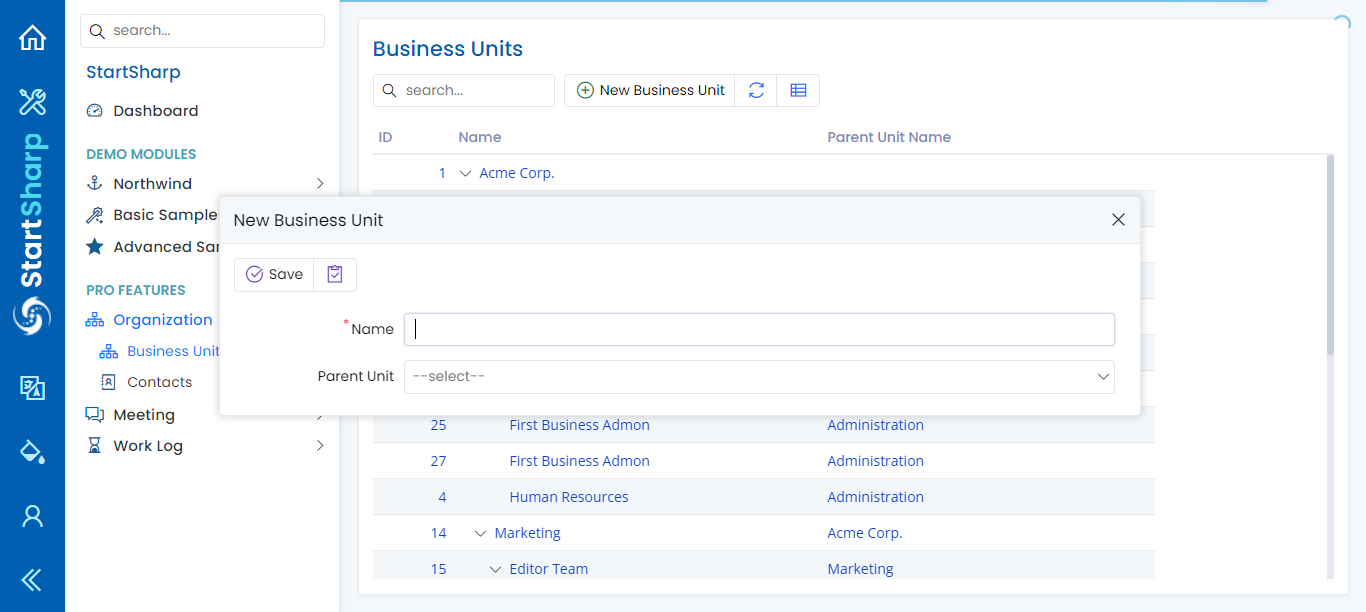 StartSharp
search...
StartSharp
Dashboard
DEMO MODULES
Northwind
Basic Sample
Advanced Sa
PRO FEATURES
Organization
Business Unit
Contacts
Meeting
Work Log
Business Units
search...
New Business Unit
ID Name Parent Unit Name
1 Acme Corp.
New Business Unit
Save
*Name
Parent Unit --select--
25 First Business Admon Administration
27 First Business Admon Administration
4 Human Resources Administration
14 Marketing Acme Corp.
15 Editor Team Marketing